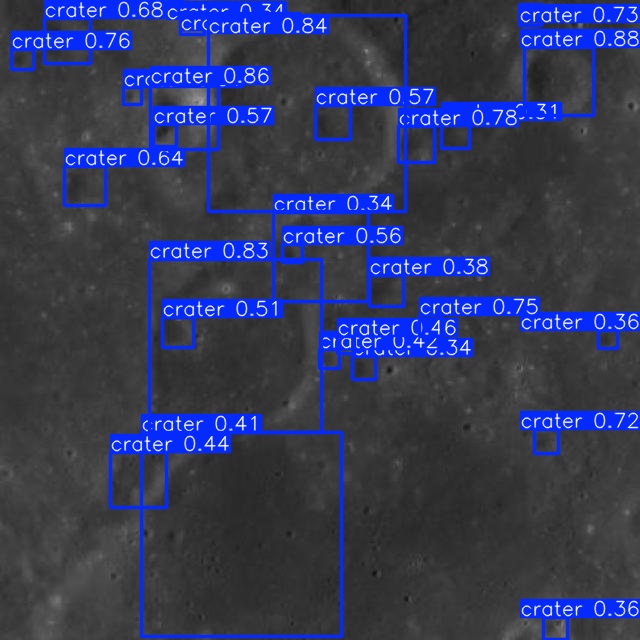 crater 0.68
crater 0.34
crater 0.73
crater 0.84
crater 0.88
crater 0.76
crater 0.86
crater 0.57
crater 0.31
crater 0.57
crater 0.78
crater 0.64
crater 0.34
crater 0.56
crater 0.83
crater 0.38
crater 0.51
crater 0.75
crater 0.36
crater 0.46
crater 0.42
crater 0.34
crater 0.72
crater 0.41
crater 0.44
crater 0.36